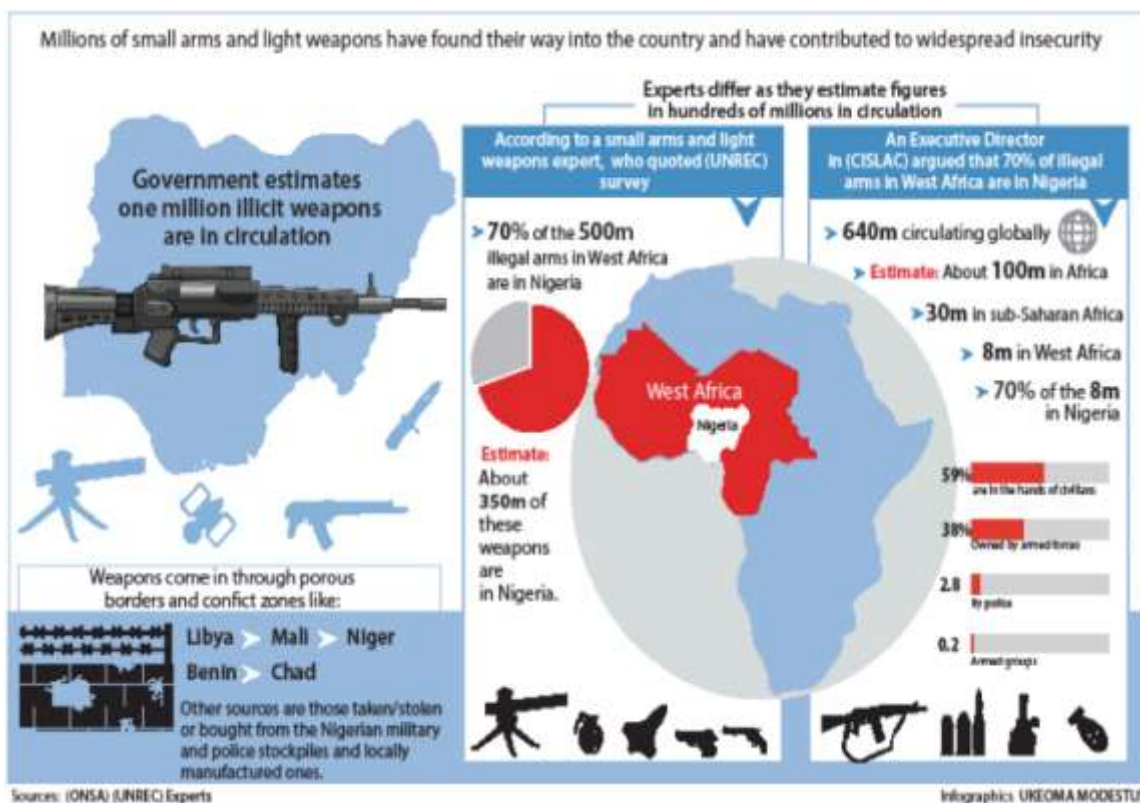 Millions of small arms and light weapons have found their way into the country and have contributed to widespread insecurity
Government estimates
one million illicit weapons
are in circulation
Weapons come in through porous
borders and confict zones like:
Libya > Mali > Niger
Benin > Chad
Other sources are those taken/stolen
or bought from the Nigerian military
and police stockpiles and locally
manufactured ones.
Experts differ as they estimate figures
in hundreds of millions in circulation
According to a small arms and light
weapons expert, who quoted (UNREC)
survey
> 70% of the 500m
illegal arms in West Africa
are in Nigeria
Estimate:
About
350m of
these
weapons
are
in Nigeria.
West Africa
Nigeria
An Executive Director
in (CISLAC) argued that 70% of illegal
arms in West Africa are in Nigeria
> 640m circulating globally
> Estimate: About 100m in Africa
> 30m in sub-Saharan Africa
> 8m in West Africa
> 70% of the 8m
in Nigeria
59%
are in the hands of civilians
38%
Owned by armed forces
2.8
By police
0.2
Armed groups
Sources: (ONSA) (UNREC) Experts
Infographics UKEOMA MODESTUS